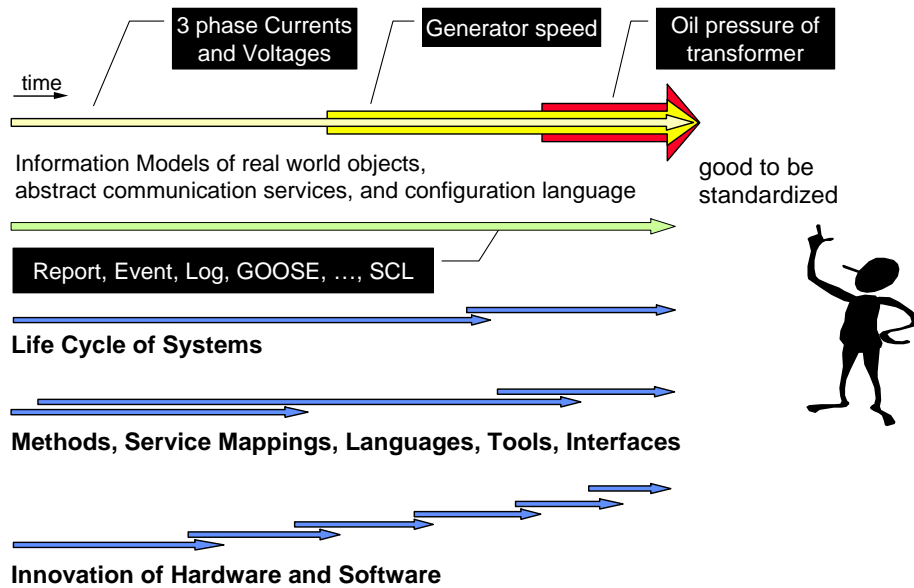 3 phase Currents
and Voltages
Generator speed
Oil pressure of
transformer
time
Information Models of real world objects,
abstract communication services, and configuration language
good to be
standardized
Report, Event, Log, GOOSE, …, SCL
Life Cycle of Systems
Methods, Service Mappings, Languages, Tools, Interfaces
Innovation of Hardware and Software